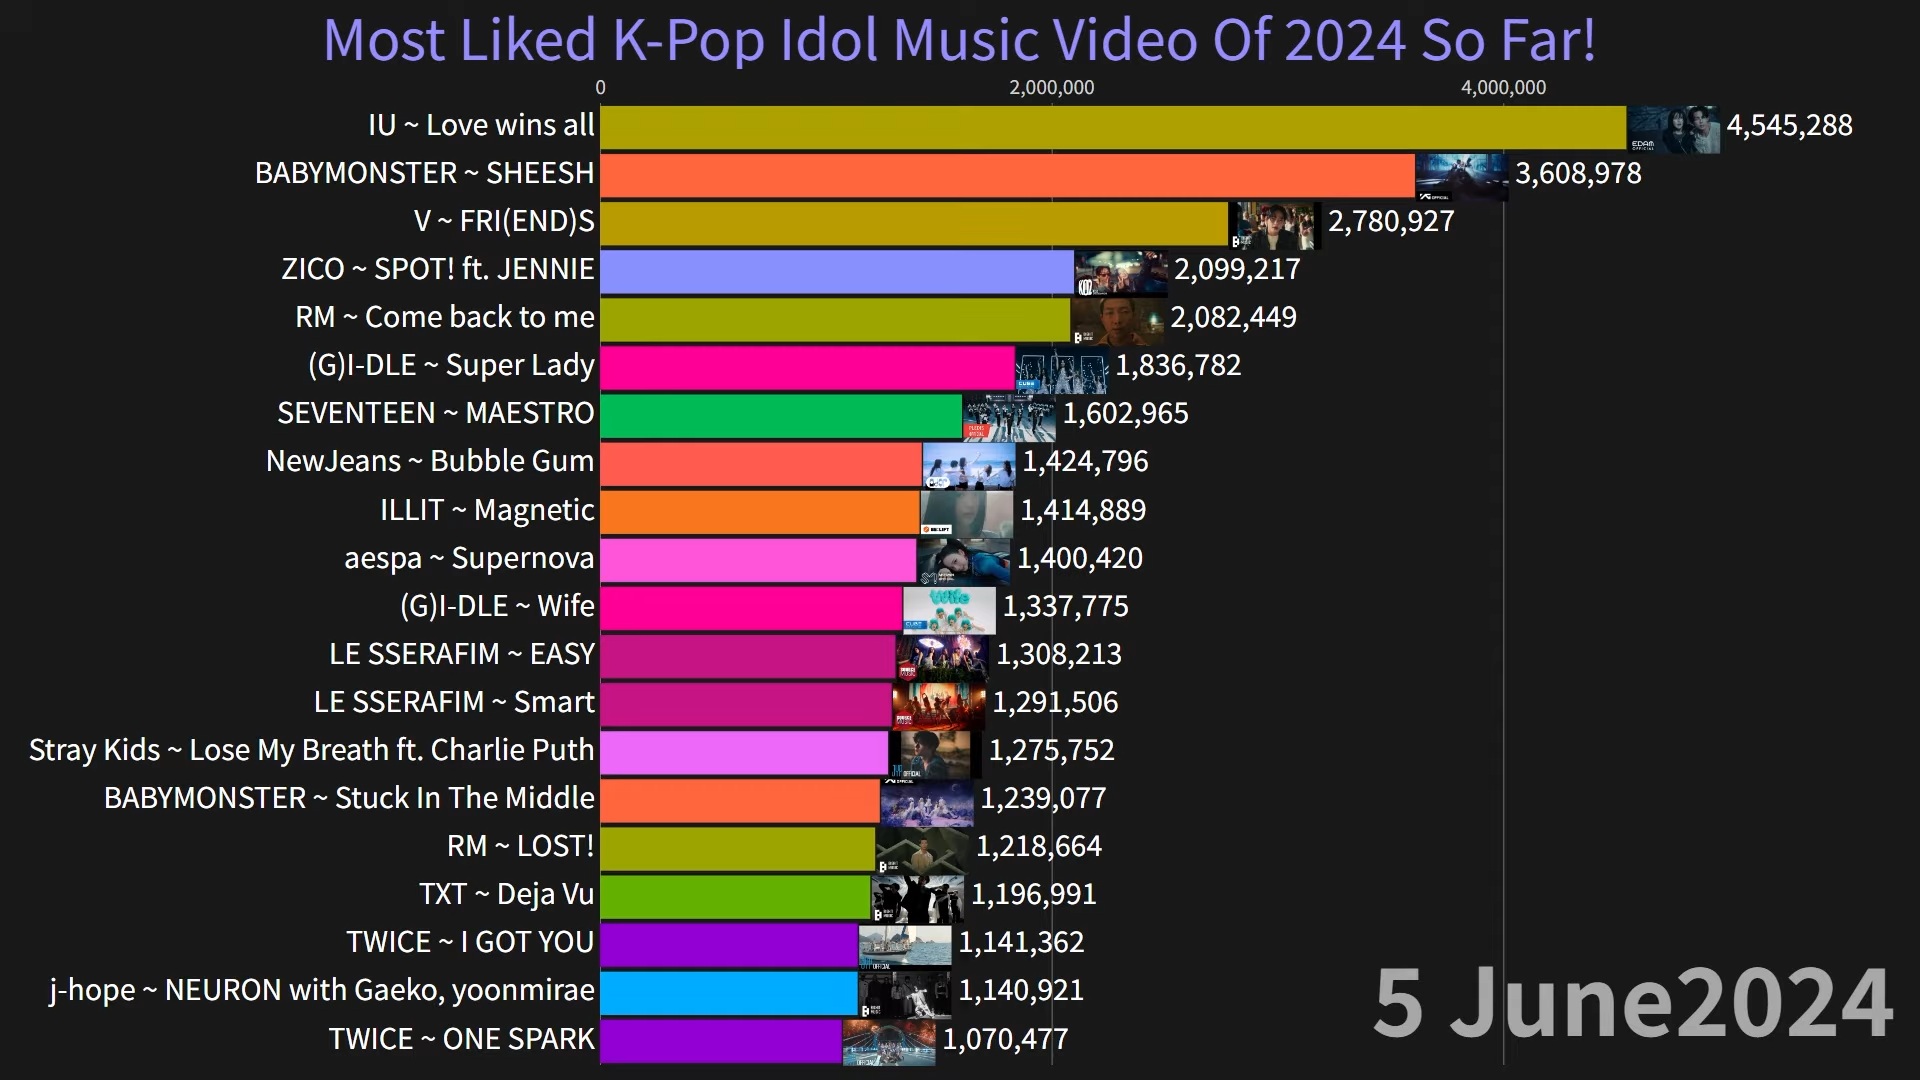 Most Liked K-Pop Idol Music Video Of 2024 So Far!
0 2,000,000 4,000,000
IU ~ Love wins all 4,545,288
BABYMONSTER ~ SHEESH 3,608,978
V ~ FRI(END)S 2,780,927
ZICO ~ SPOT! ft. JENNIE 2,099,217
RM ~ Come back to me 2,082,449
(G)I-DLE ~ Super Lady 1,836,782
SEVENTEEN ~ MAESTRO 1,602,965
NewJeans ~ Bubble Gum 1,424,796
ILLIT ~ Magnetic 1,414,889
aespa ~ Supernova 1,400,420
(G)I-DLE ~ Wife 1,337,775
LE SSERAFIM ~ EASY 1,308,213
LE SSERAFIM ~ Smart 1,291,506
Stray Kids ~ Lose My Breath ft. Charlie Puth 1,275,752
BABYMONSTER ~ Stuck In The Middle 1,239,077
RM ~ LOST! 1,218,664
TXT ~ Deja Vu 1,196,991
TWICE ~ I GOT YOU 1,141,362
j-hope ~ NEURON with Gaeko, yoonmirae 1,140,921
TWICE ~ ONE SPARK 1,070,477
5 June2024